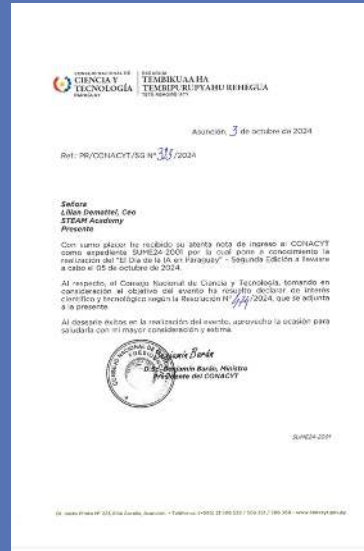 CONSEJO NACIONAL DE
CIENCIA Y
TECNOLOGÍA
PARAGUAY
TEMBIKUAA HA
TEMBIPURUPYAHU REHEGUA
Asunción, 3 de octubre de 2024
Ref.: PR/CONACYT/SG N° /2024
Señora
Lilian Demattei, Ceo
STEAM Academy
Presente
Con sumo placer he recibido su atenta nota de ingreso al CONACYT
como expediente SUME24-2001 por la cual pone a conocimiento la
realización del "El Día de la IA en Paraguay" - Segunda Edición a llevarse
a cabo el 05 de octubre de 2024.
Al respecto, el Consejo Nacional de Ciencia y Tecnología, tomando en
consideración el objetivo del evento ha resuelto declarar de interés
científico y tecnológico según la Resolución N° /2024, que se adjunta
a la presente.
Al desearle éxitos en la realización del evento, aprovecho la ocasión para
saludarla con mi mayor consideración y estima.
Benjamín Barán
D.Sc. Benjamín Barán, Ministro
Presidente del CONACYT
SUME24-2001